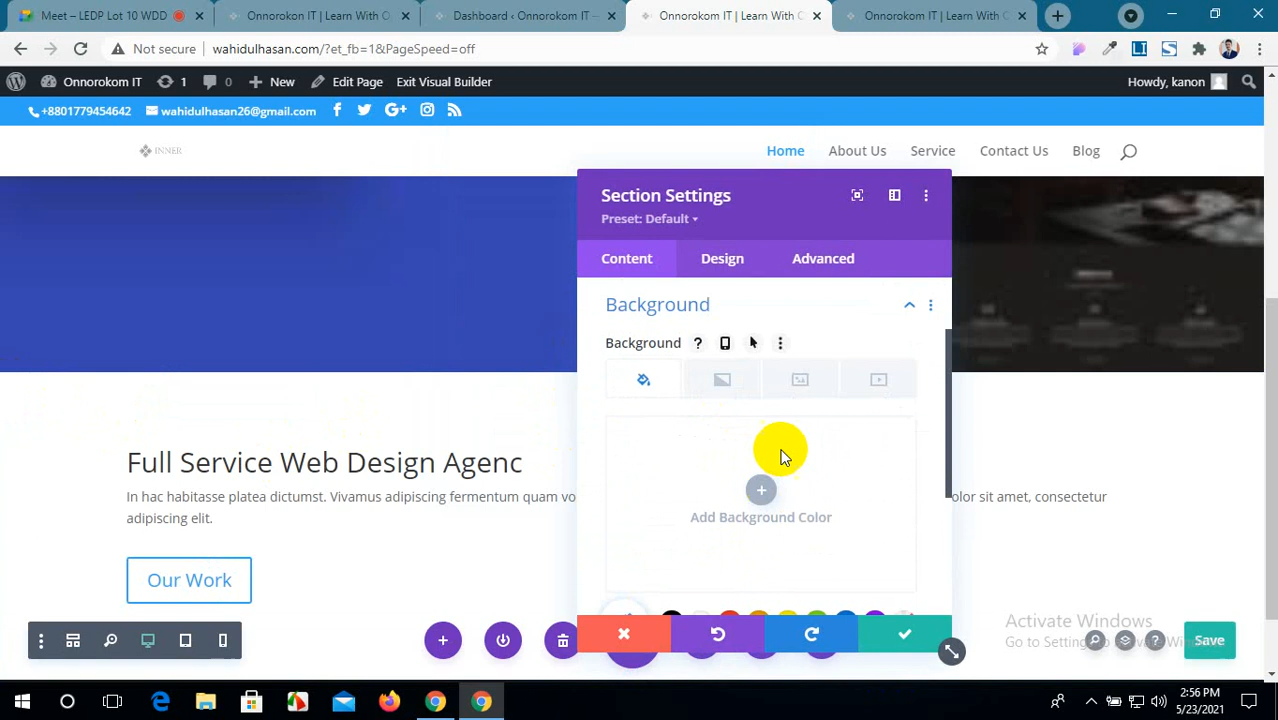 LEDP Lot 10 WDD
Onnorokon IT | Learn With O
Dashboard ‹ Onnorokom IT —
Onnorokom IT | Learn With O
Onnorokom IT | Learn With O
Not secure
wahidulhasan.com/?et_fb=1&PageSpeed=off
Onnorokom IT
1
0
New
Edit Page
Exit Visual Builder
Howdy, kanon
+8801779454642
wahidulhasan26@gmail.com
INNER
Home
About Us
Service
Contact Us
Blog
Section Settings
Preset: Default
Content
Design
Advanced
Background
Background
Add Background Color
Full Service Web Design Agenc
In hac habitasse platea dictumst. Vivamus adipiscing fermentum quam vo
olor sit amet, consectetur
adipiscing elit.
Our Work
Activate Windows
Go to Setti
Save
2:56 PM
5/23/2021